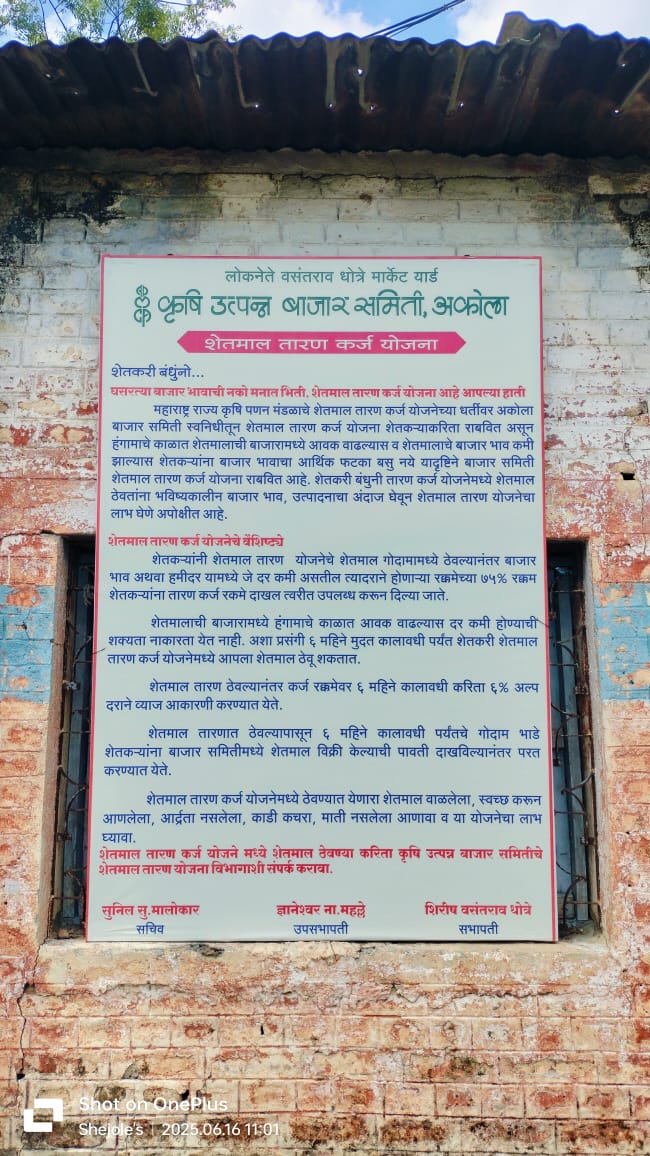 लोकनेते वसंतराव धोत्रे मार्केट यार्ड
कृषि उत्पन्न बाजार समिती, अकोला
शेतमाल तारण कर्ज योजना
शेतकरी बंधुंनो...
घसरत्या बाजार भावाची नको मनात भिती. शेतमाल तारण कर्ज योजना आहे आपल्या हाती
महाराष्ट्र राज्य कृषि पणन मंडळाचे शेतमाल तारण कर्ज योजनेच्या धर्तीवर अकोला
बाजार समिती स्वनिधीतून शेतमाल तारण कर्ज योजना शेतकऱ्याकरिता राबवित असून
हंगामाचे काळात शेतमालाची बाजारामध्ये आवक वाढल्यास व शेतमालाचे बाजार भाव कमी
झाल्यास शेतकऱ्यांना बाजार भावाचा आर्थिक फटका बसु नये यादृष्टिने बाजार समिती
शेतमाल तारण कर्ज योजना राबवित आहे. शेतकरी बंधुनी तारण कर्ज योजनेमध्ये शेतमाल
ठेवतांना भविष्यकालीन बाजार भाव, उत्पादनाचा अंदाज घेवून शेतमाल तारण योजनेचा
लाभ घेणे अपोक्षीत आहे.
शेतमाल तारण कर्ज योजनेचे वैशिष्ट्ये
शेतकऱ्यांनी शेतमाल तारण योजनेचे शेतमाल गोदामामध्ये ठेवल्यानंतर बाजार
भाव अथवा हमीदर यामध्ये जे दर कमी असतील त्यादराने होणाऱ्या रक्कमेच्या ७५% रक्कम
शेतकऱ्यांना तारण कर्ज रकमे दाखल त्वरीत उपलब्ध करून दिल्या जाते.
शेतमालाची बाजारामध्ये हंगामाचे काळात आवक वाढल्यास दर कमी होण्याची
शक्यता नाकारता येत नाही. अशा प्रसंगी ६ महिने मुदत कालावधी पर्यंत शेतकरी शेतमाल
तारण कर्ज योजनेमध्ये आपला शेतमाल ठेवू शकतात.
शेतमाल तारण ठेवल्यानंतर कर्ज रक्कमेवर ६ महिने कालावधी करिता ६% अल्प
दराने व्याज आकारणी करण्यात येते.
शेतमाल तारणात ठेवल्यापासून ६ महिने कालावधी पर्यंतचे गोदाम भाडे
शेतकऱ्यांना बाजार समितीमध्ये शेतमाल विक्री केल्याची पावती दाखविल्यानंतर परत
करण्यात येते.
शेतमाल तारण कर्ज योजनेमध्ये ठेवण्यात येणारा शेतमाल वाळलेला, स्वच्छ करून
आणलेला, आर्द्रता नसलेला, काडी कचरा, माती नसलेला आणावा व या योजनेचा लाभ
घ्यावा.
शेतमाल तारण कर्ज योजने मध्ये शेतमाल ठेवण्या करिता कृषि उत्पन्न बाजार समितीचे
शेतमाल तारण योजना विभागाशी संपर्क करावा.
सुनिल सु.मालोकार ज्ञानेश्वर ना.महल्ले शिरीष वसंतराव धोत्रे
सचिव उपसभापती सभापती
Shot on OnePlus
Shejole's | 2025.06.16 11:01